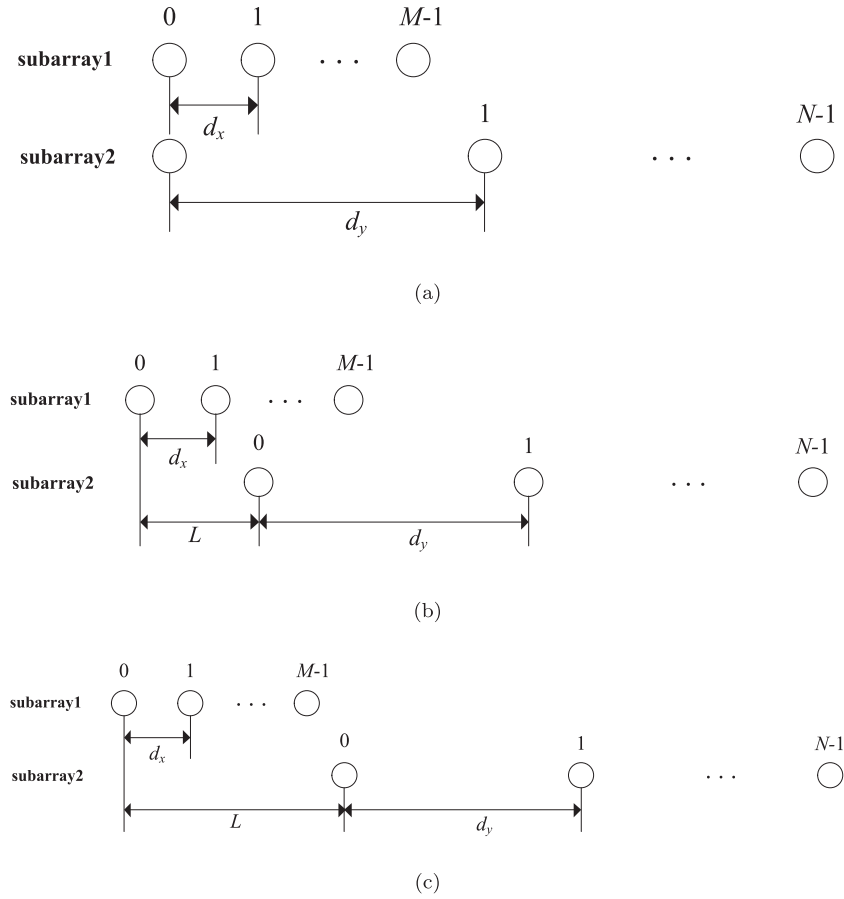 0 1 M-1
subarray1 . . .
d_x
1 N-1
subarray2 . . .
d_y
(a)
0 1 M-1
subarray1 . . .
d_x
0 1 N-1
subarray2 . . .
L d_y
(b)
0 1 M-1
subarray1 . . .
d_x
0 1 N-1
subarray2 . . .
L d_y
(c)